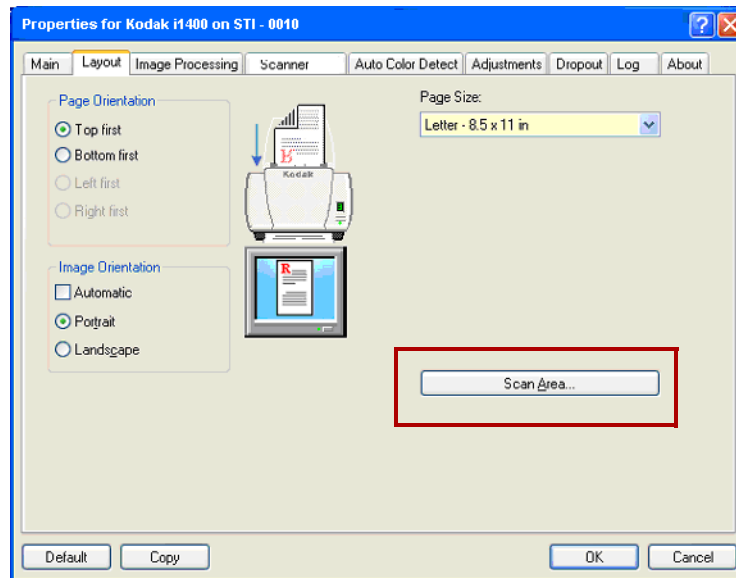 Properties for Kodak i1400 on STI - 0010
Main Layout Image Processing Scanner Auto Color Detect Adjustments Dropout Log About
Page Orientation
Top first
Bottom first
Left first
Right first
Kodak
R
Image Orientation
Automatic
Portrait
Landscape
R
Page Size:
Letter - 8.5 x 11 in
Scan Area...
Default Copy OK Cancel